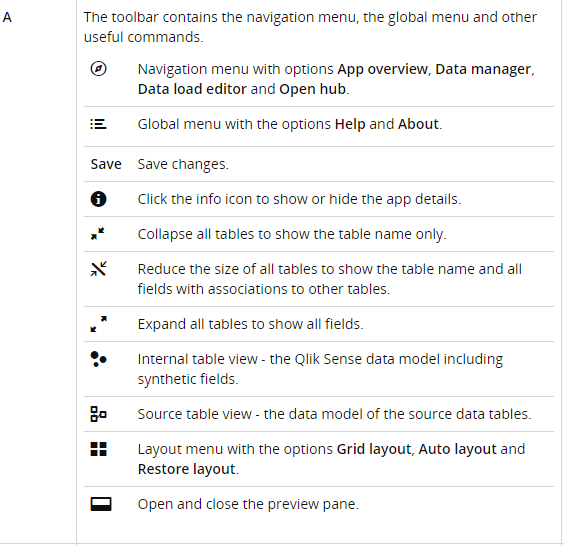 A
The toolbar contains the navigation menu, the global menu and other
useful commands.
Navigation menu with options App overview, Data manager,
Data load editor and Open hub.
Global menu with the options Help and About.
Save Save changes.
Click the info icon to show or hide the app details.
Collapse all tables to show the table name only.
Reduce the size of all tables to show the table name and all
fields with associations to other tables.
Expand all tables to show all fields.
Internal table view - the Qlik Sense data model including
synthetic fields.
Source table view - the data model of the source data tables.
Layout menu with the options Grid layout, Auto layout and
Restore layout.
Open and close the preview pane.